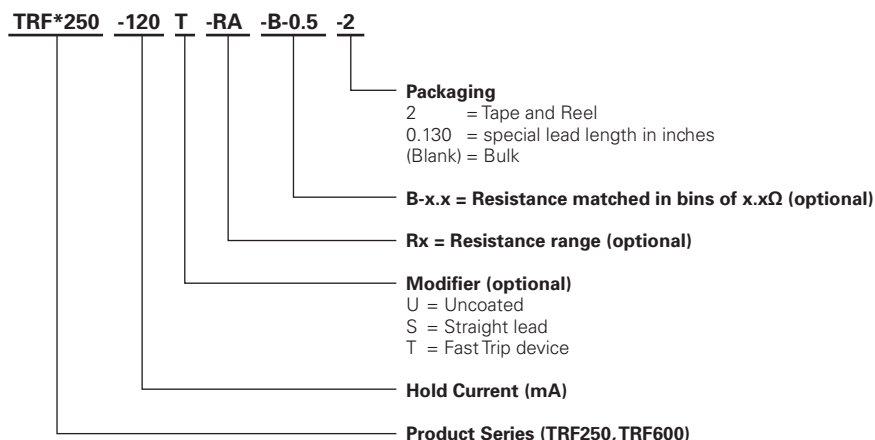 TRF*250 -120 T -RA -B-0.5 -2
Packaging
2 = Tape and Reel
0.130 = special lead length in inches
(Blank) = Bulk
B-x.x = Resistance matched in bins of x.xΩ (optional)
Rx = Resistance range (optional)
Modifier (optional)
U = Uncoated
S = Straight lead
T = Fast Trip device
Hold Current (mA)
Product Series (TRF250, TRF600)